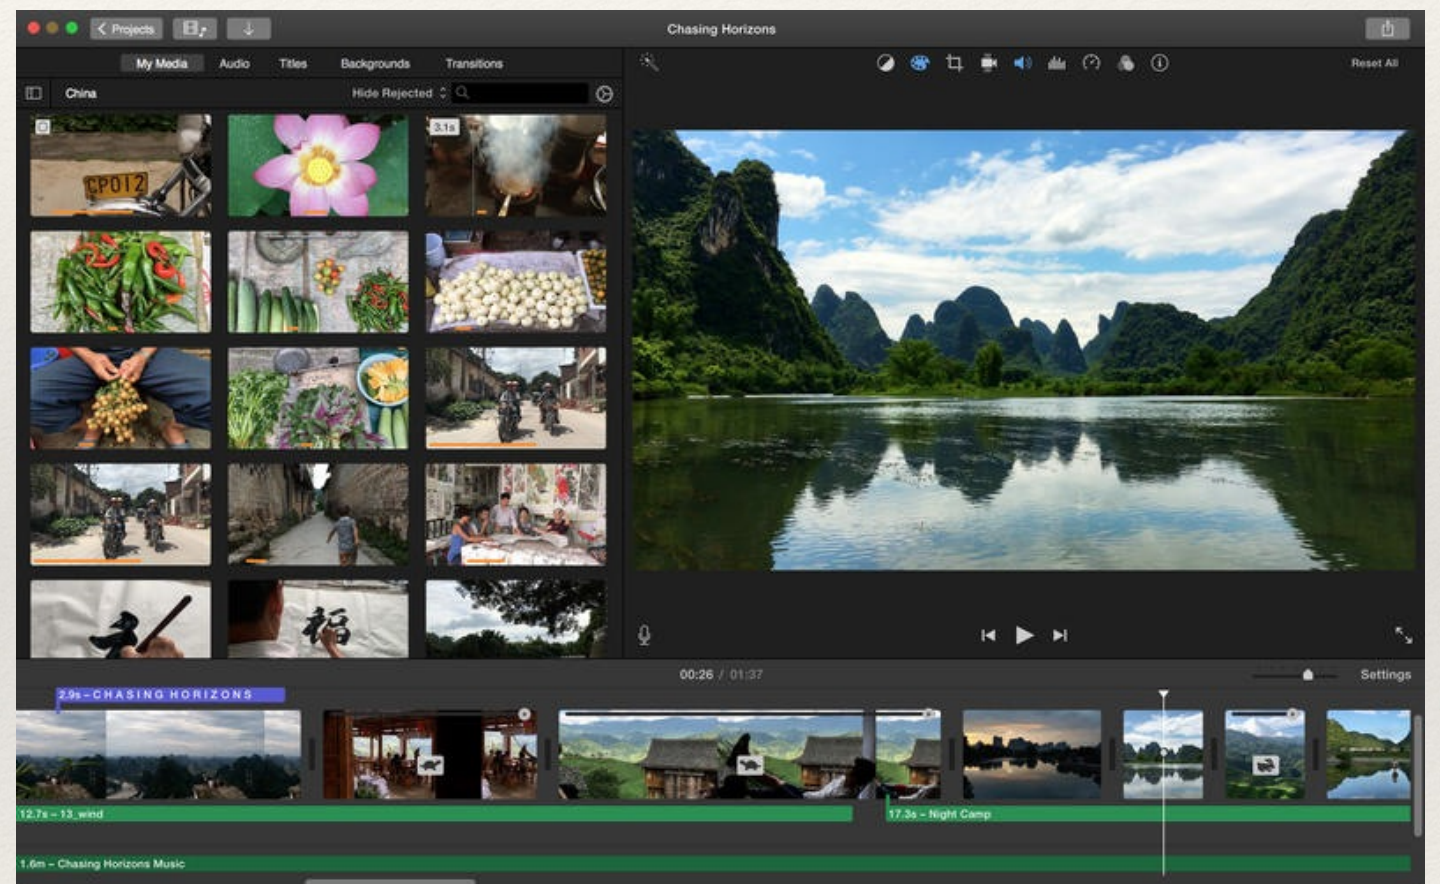 Projects
Chasing Horizons
My Media
Audio
Titles
Backgrounds
Transitions
Reset All
China
Hide Rejected
CP012
3.1s
福
00:26 / 01:37
Settings
2.9s – CHASING HORIZONS
12.7s – 13_wind
17.3s – Night Camp
1.6m – Chasing Horizons Music